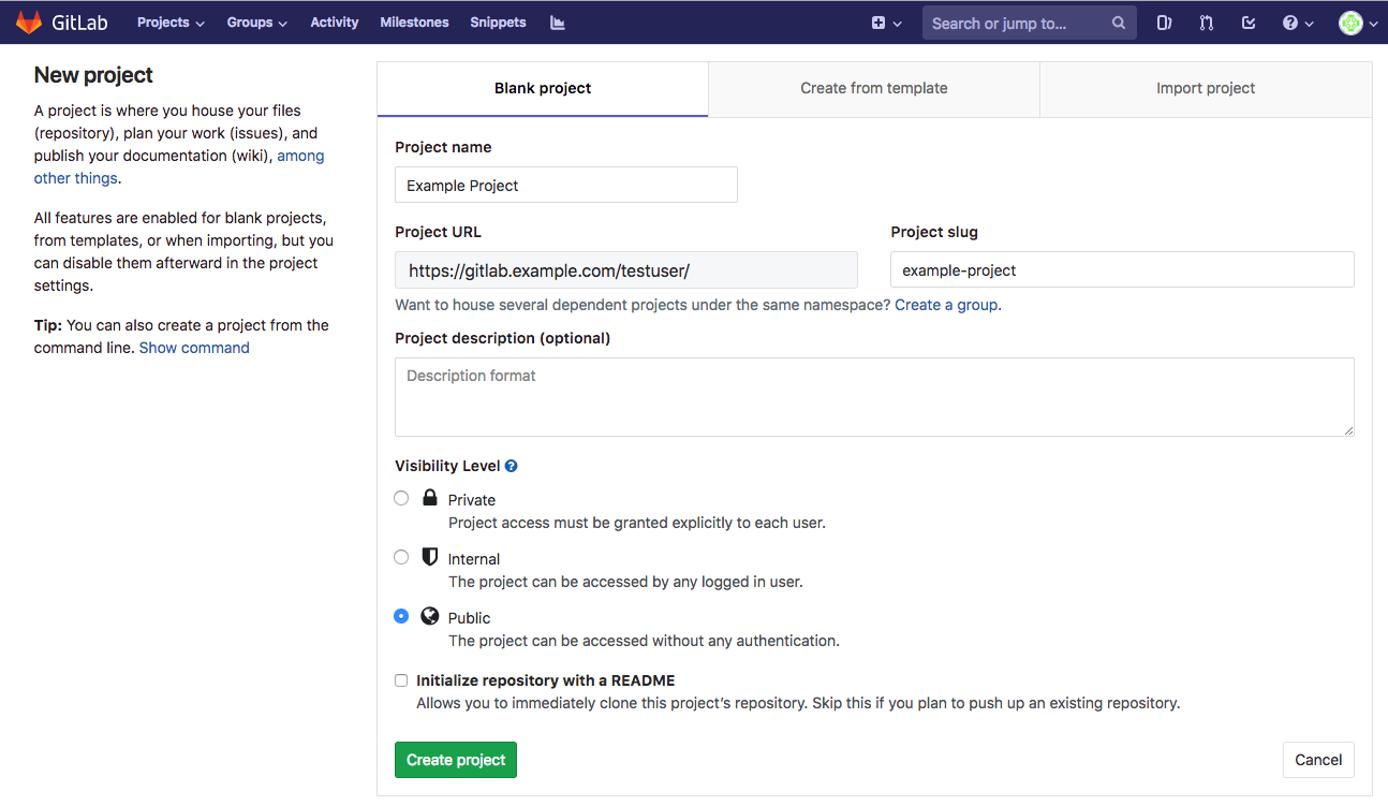 GitLab Projects Groups Activity Milestones Snippets Search or jump to...
New project
A project is where you house your files
(repository), plan your work (issues), and
publish your documentation (wiki), among
other things.
All features are enabled for blank projects,
from templates, or when importing, but you
can disable them afterward in the project
settings.
Tip: You can also create a project from the
command line. Show command
Blank project Create from template Import project
Project name
Example Project
Project URL Project slug
https://gitlab.example.com/testuser/ example-project
Want to house several dependent projects under the same namespace? Create a group.
Project description (optional)
Description format
Visibility Level ?
Private
Project access must be granted explicitly to each user.
Internal
The project can be accessed by any logged in user.
Public
The project can be accessed without any authentication.
Initialize repository with a README
Allows you to immediately clone this project's repository. Skip this if you plan to push up an existing repository.
Create project Cancel